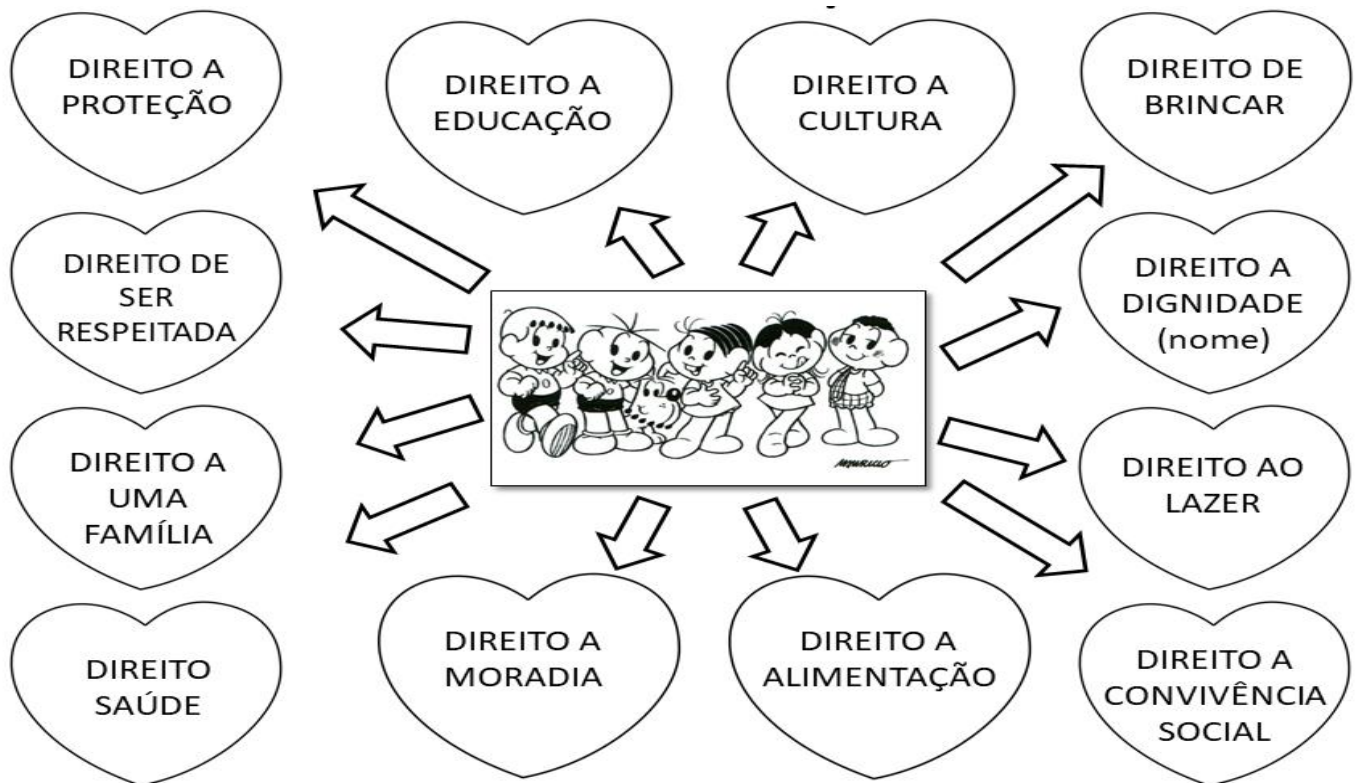 DIREITO A
PROTEÇÃO
DIREITO A
EDUCAÇÃO
DIREITO A
CULTURA
DIREITO DE
BRINCAR
DIREITO DE
SER
RESPEITADA
DIREITO A
DIGNIDADE
(nome)
DIREITO A
UMA
FAMÍLIA
MAURICIO
DIREITO AO
LAZER
DIREITO
SAÚDE
DIREITO A
MORADIA
DIREITO A
ALIMENTAÇÃO
DIREITO A
CONVIVÊNCIA
SOCIAL